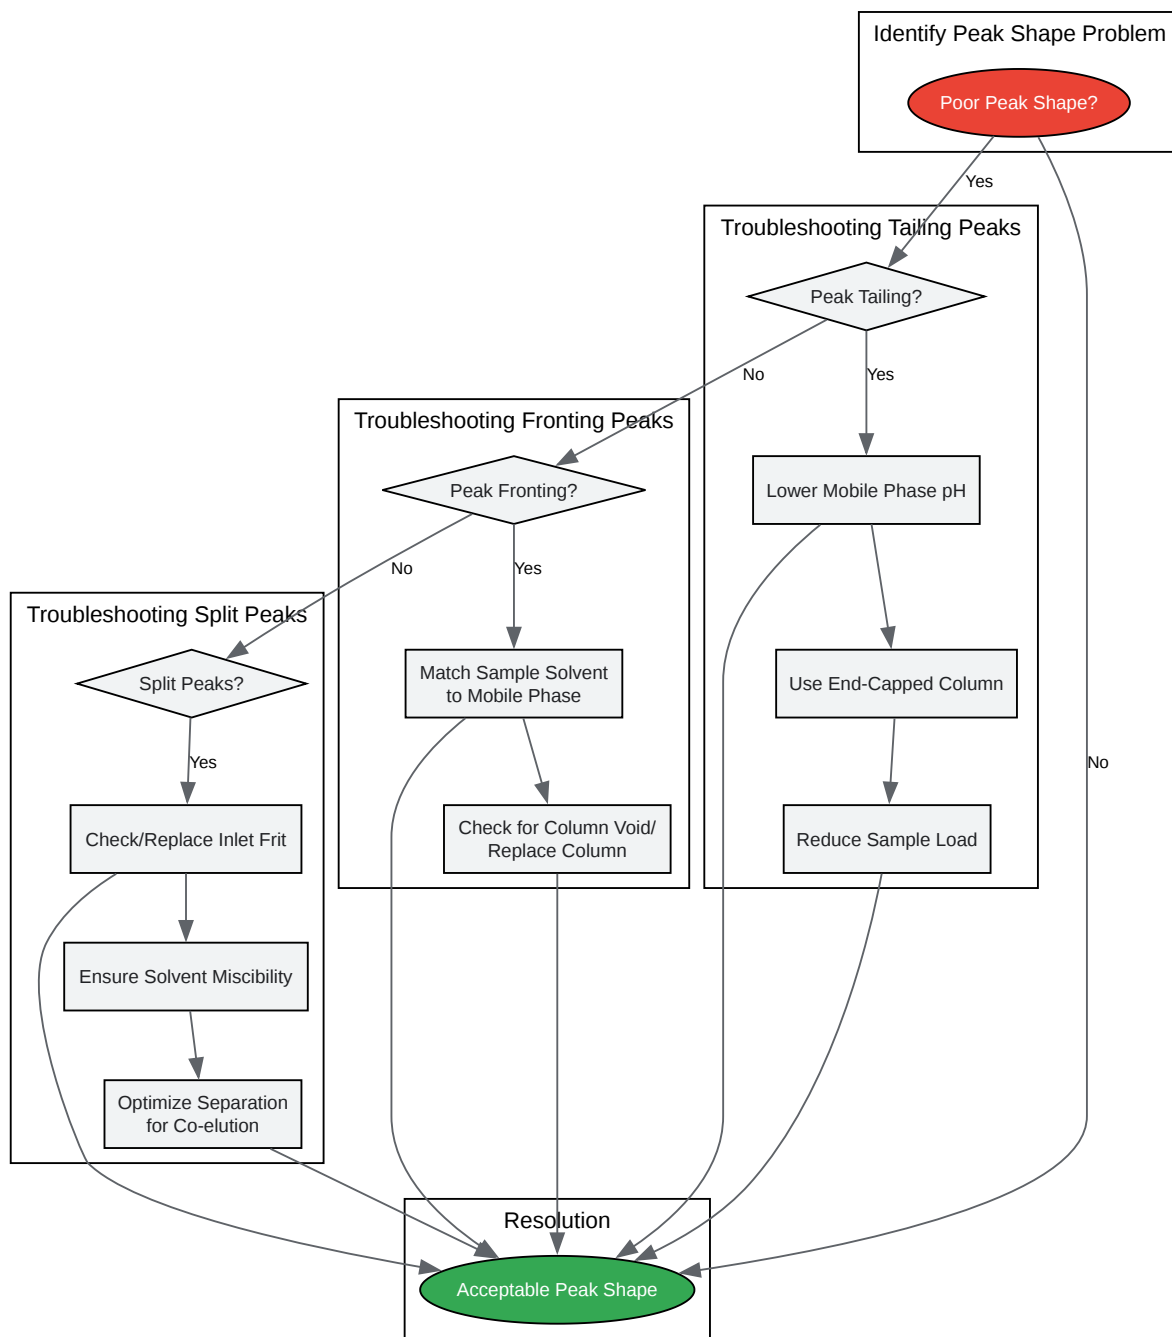 Identify Peak Shape Problem
Poor Peak Shape?
Yes
Troubleshooting Tailing Peaks
Peak Tailing?
No
Yes
Troubleshooting Fronting Peaks
Peak Fronting?
Lower Mobile Phase pH
No
Yes
Troubleshooting Split Peaks
Split Peaks?
Match Sample Solvent
to Mobile Phase
Use End-Capped Column
Yes
No
Check/Replace Inlet Frit
Check for Column Void/
Replace Column
Reduce Sample Load
Ensure Solvent Miscibility
Optimize Separation
for Co-elution
Resolution
Acceptable Peak Shape